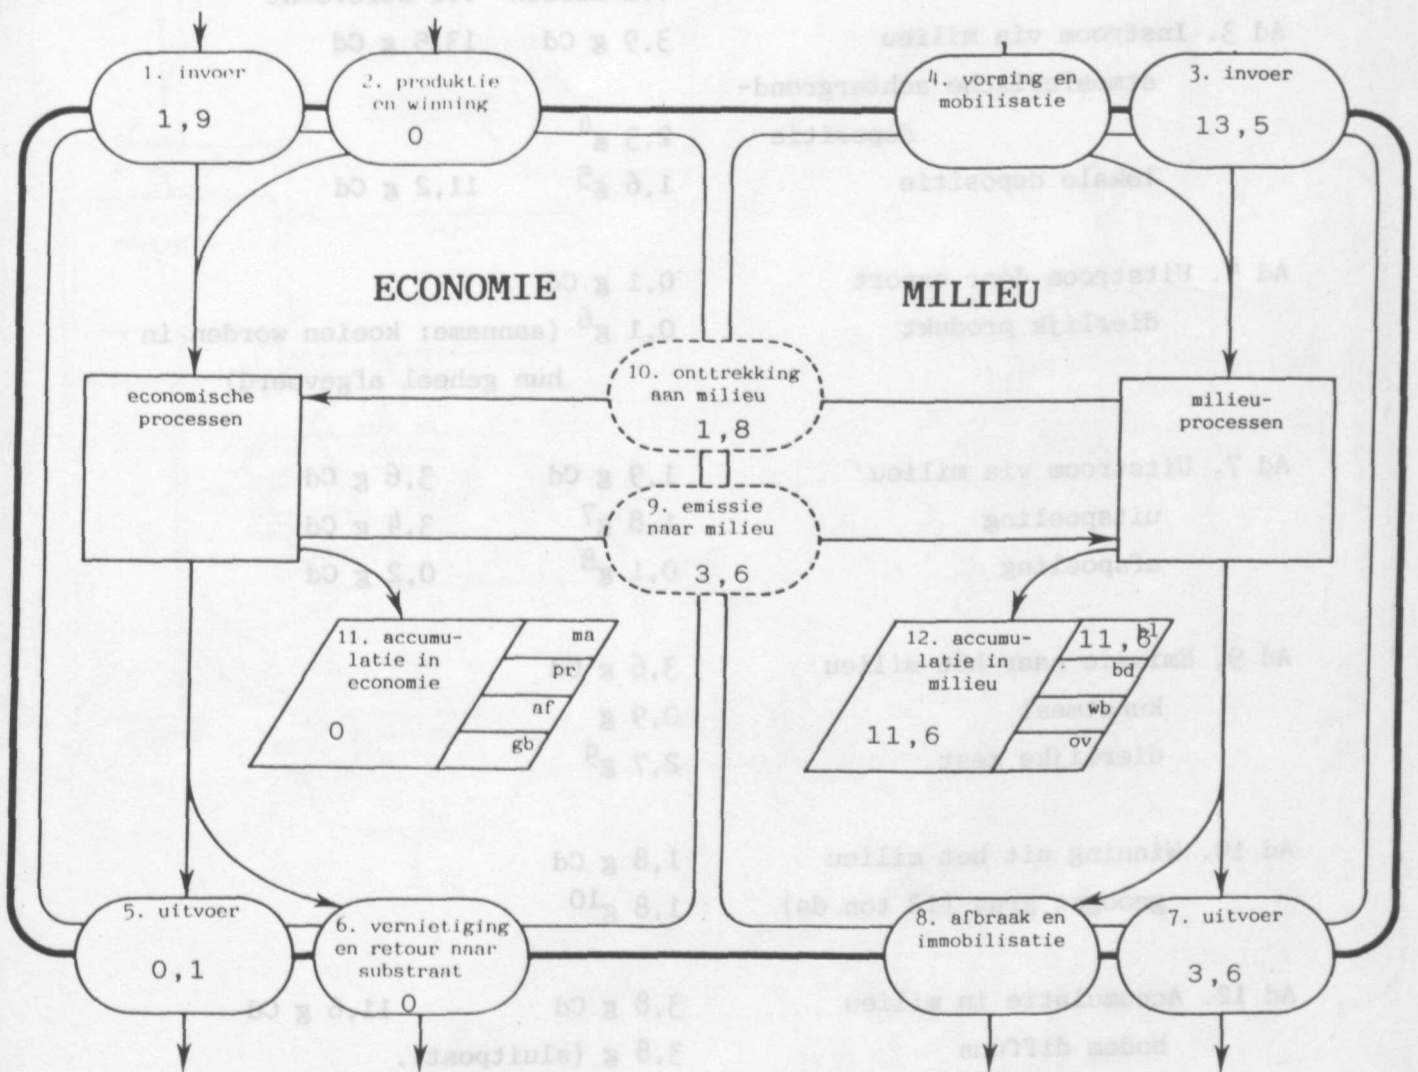 1. invoer
1,9
2. produktie
en winning
0
4. vorming en
mobilisatie
3. invoer
13,5
ECONOMIE
MILIEU
economische
processen
10. onttrekking
aan milieu
1,8
milieu-
processen
9. emissie
naar milieu
3,6
11. accumu-
latie in
economie
0
ma
pr
af
gb
12. accumu-
latie in
milieu
11,6
11,6
bd
wb
ov
5. uitvoer
0,1
6. vernietiging
en retour naar
substraat
0
8. afbraak en
immobilisatie
7. uitvoer
3,6